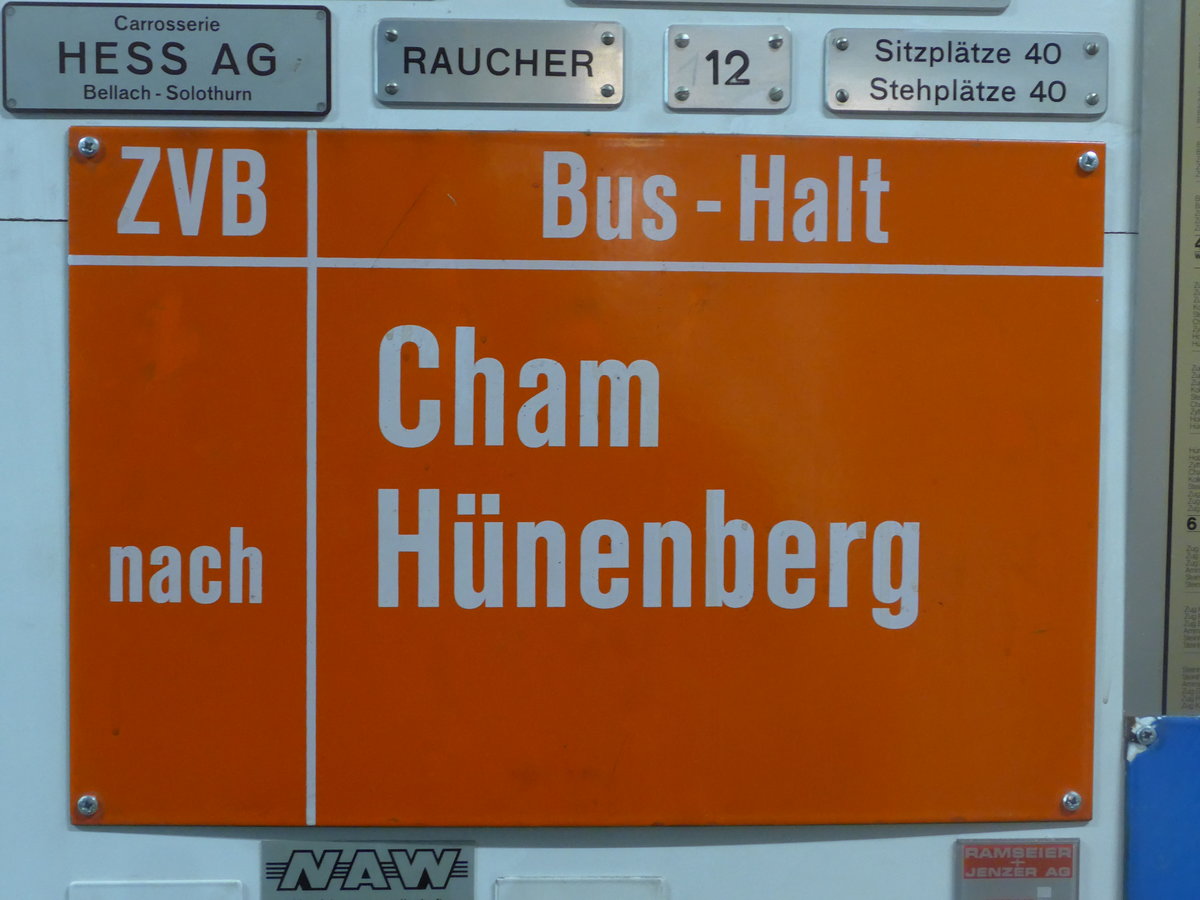 Carrosserie
HESS AG
Bellach - Solothurn
RAUCHER
12
Sitzplätze 40
Stehplätze 40
ZVB
Bus - Halt
Cham
nach Hünenberg
6
NAW
RAMSEIER
+
JENZER AG